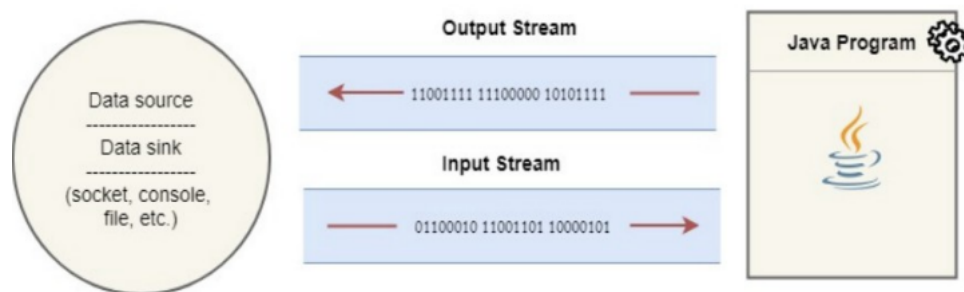 Output Stream
Java Program
Data source
-----------------
Data sink
-----------------
(socket, console,
file, etc.)
11001111 11100000 10101111
Input Stream
01100010 11001101 10000101